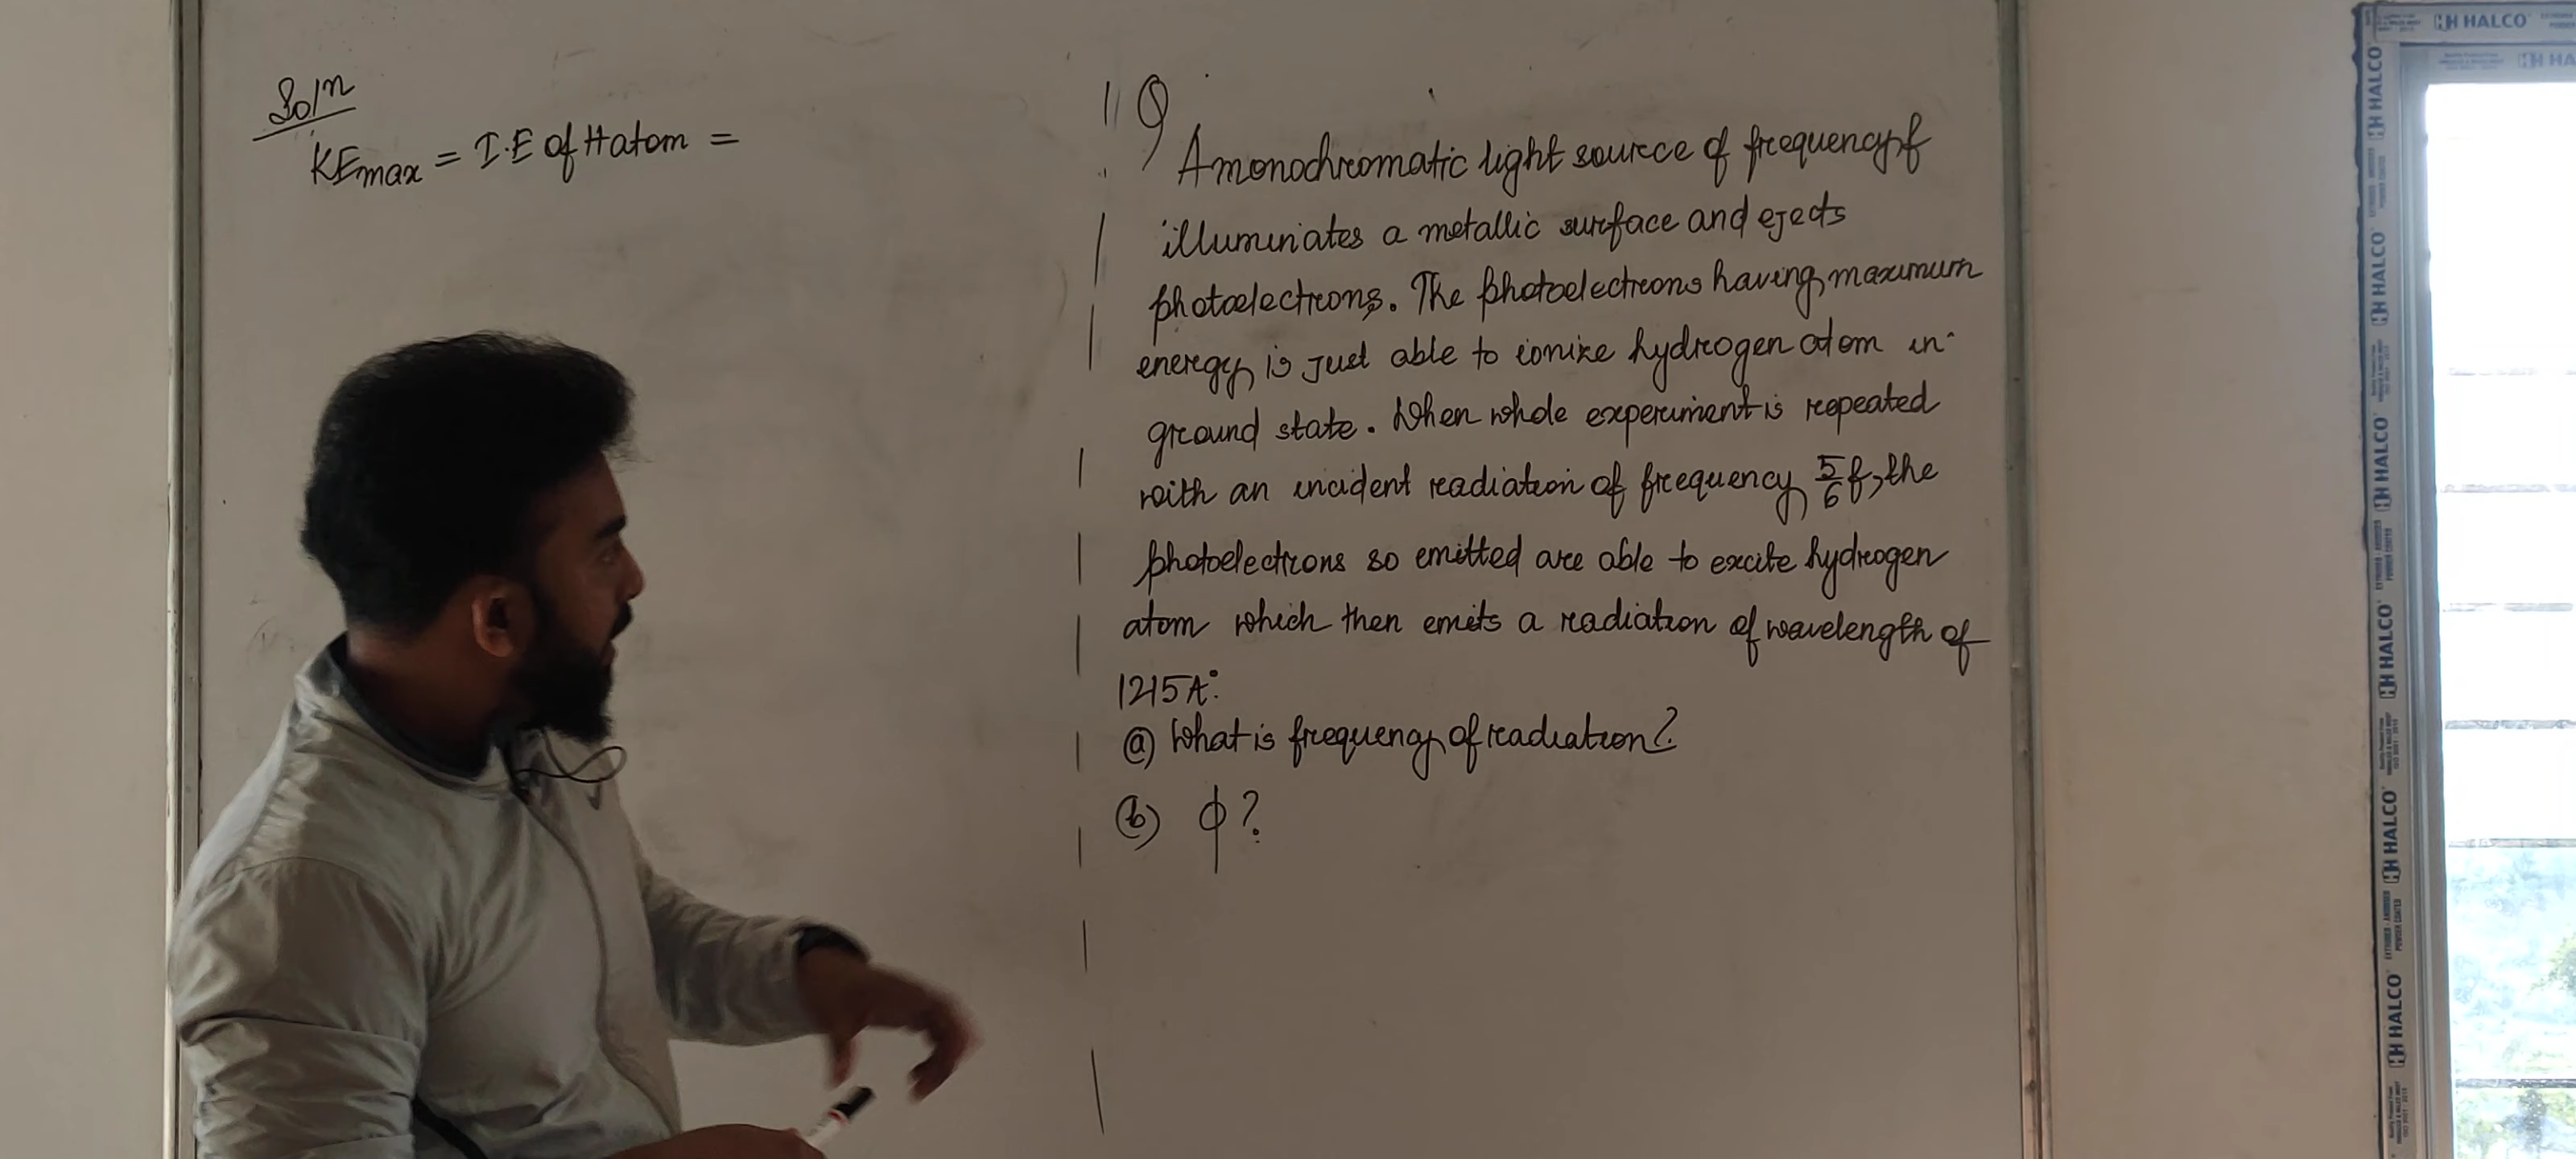 Soln
KEmax = I.E of H atom =
Q
A monochromatic light source of frequency f
illuminates a metallic surface and ejects
photoelectrons. The photoelectrons having maximum
energy is just able to ionize hydrogen atom in
ground state. When whole experiment is repeated
with an incident radiation of frequency 5/6 f, the
photoelectrons so emitted are able to excite hydrogen
atom which then emits a radiation of wavelength of
1215 A°.
(a) What is frequency of radiation?
(b) ϕ ?
HALCO
HALCO
HALCO
HALCO
HALCO
HALCO
HALCO
HALCO